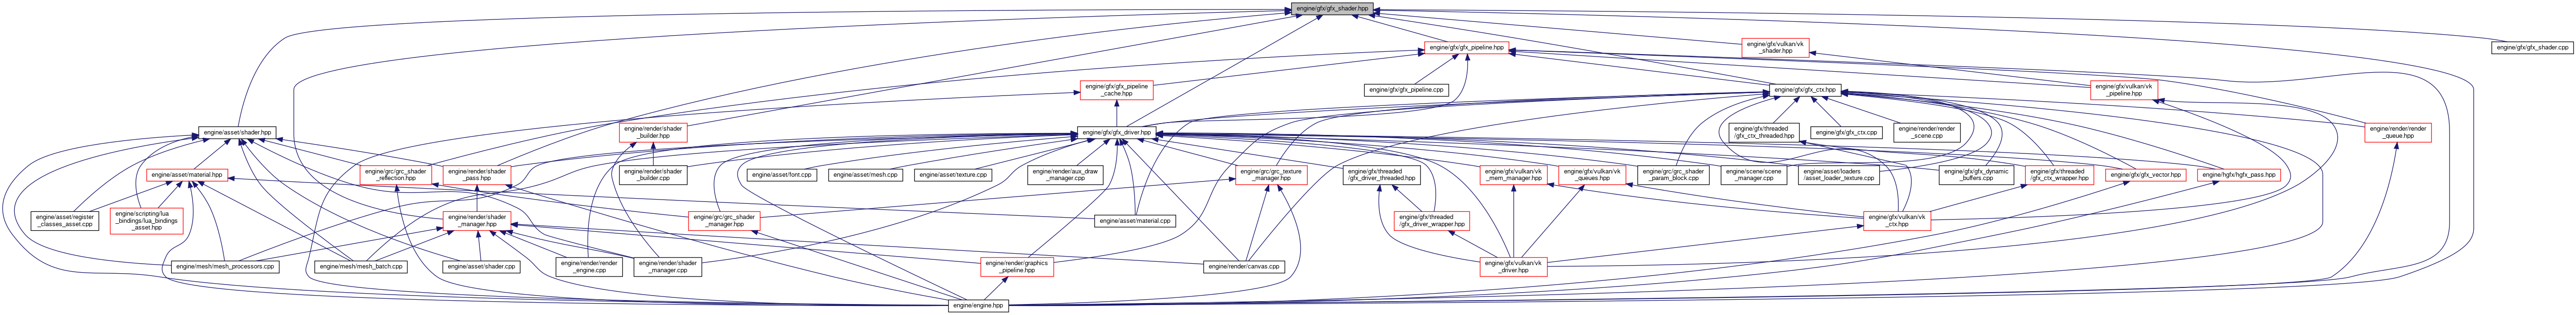 engine/gfx/gfx_shader.hpp
engine/gfx/gfx_pipeline.hpp
engine/gfx/vulkan/vk
_shader.hpp
engine/gfx/gfx_shader.cpp
engine/gfx/gfx_pipeline
_cache.hpp
engine/gfx/gfx_pipeline.cpp
engine/gfx/gfx_ctx.hpp
engine/gfx/vulkan/vk
_pipeline.hpp
engine/asset/shader.hpp
engine/render/shader
_builder.hpp
engine/gfx/gfx_driver.hpp
engine/gfx/threaded
/gfx_ctx_threaded.hpp
engine/gfx/gfx_ctx.cpp
engine/render/render
_scene.cpp
engine/render/render
_queue.hpp
engine/asset/material.hpp
engine/grc/grc_shader
_reflection.hpp
engine/render/shader
_pass.hpp
engine/render/shader
_builder.cpp
engine/asset/font.cpp
engine/asset/mesh.cpp
engine/asset/texture.cpp
engine/render/aux_draw
_manager.cpp
engine/grc/grc_texture
_manager.hpp
engine/gfx/threaded
/gfx_driver_threaded.hpp
engine/gfx/vulkan/vk
_mem_manager.hpp
engine/gfx/vulkan/vk
_queues.hpp
engine/grc/grc_shader
_param_block.cpp
engine/scene/scene
_manager.cpp
engine/asset/loaders
/asset_loader_texture.cpp
engine/gfx/gfx_dynamic
_buffers.cpp
engine/gfx/threaded
/gfx_ctx_wrapper.hpp
engine/gfx/gfx_vector.hpp
engine/hgfx/hgfx_pass.hpp
engine/asset/register
_classes_asset.cpp
engine/scripting/lua
_bindings/lua_bindings
_asset.hpp
engine/render/shader
_manager.hpp
engine/grc/grc_shader
_manager.hpp
engine/asset/material.cpp
engine/gfx/threaded
/gfx_driver_wrapper.hpp
engine/gfx/vulkan/vk
_ctx.hpp
engine/mesh/mesh_processors.cpp
engine/mesh/mesh_batch.cpp
engine/asset/shader.cpp
engine/render/render
_engine.cpp
engine/render/shader
_manager.cpp
engine/render/graphics
_pipeline.hpp
engine/render/canvas.cpp
engine/gfx/vulkan/vk
_driver.hpp
engine/engine.hpp